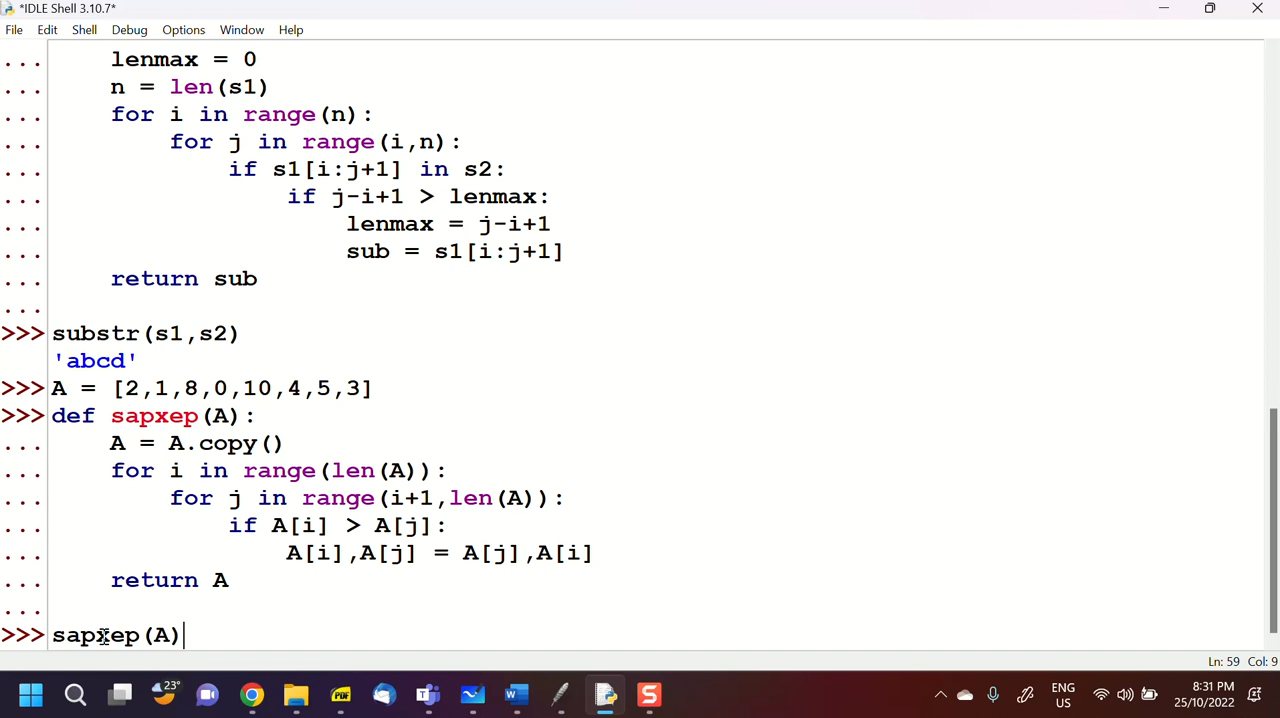 *IDLE Shell 3.10.7*
File Edit Shell Debug Options Window Help
... lenmax = 0
... n = len(s1)
... for i in range(n):
... for j in range(i,n):
... if s1[i:j+1] in s2:
... if j-i+1 > lenmax:
... lenmax = j-i+1
... sub = s1[i:j+1]
... return sub
...
>>> substr(s1,s2)
'abcd'
>>> A = [2,1,8,0,10,4,5,3]
>>> def sapxep(A):
... A = A.copy()
... for i in range(len(A)):
... for j in range(i+1,len(A)):
... if A[i] > A[j]:
... A[i],A[j] = A[j],A[i]
... return A
...
>>> sapxep(A)
Ln: 59 Col: 9
23°
PDF
T
W
S
ENG
US
8:31 PM
25/10/2022